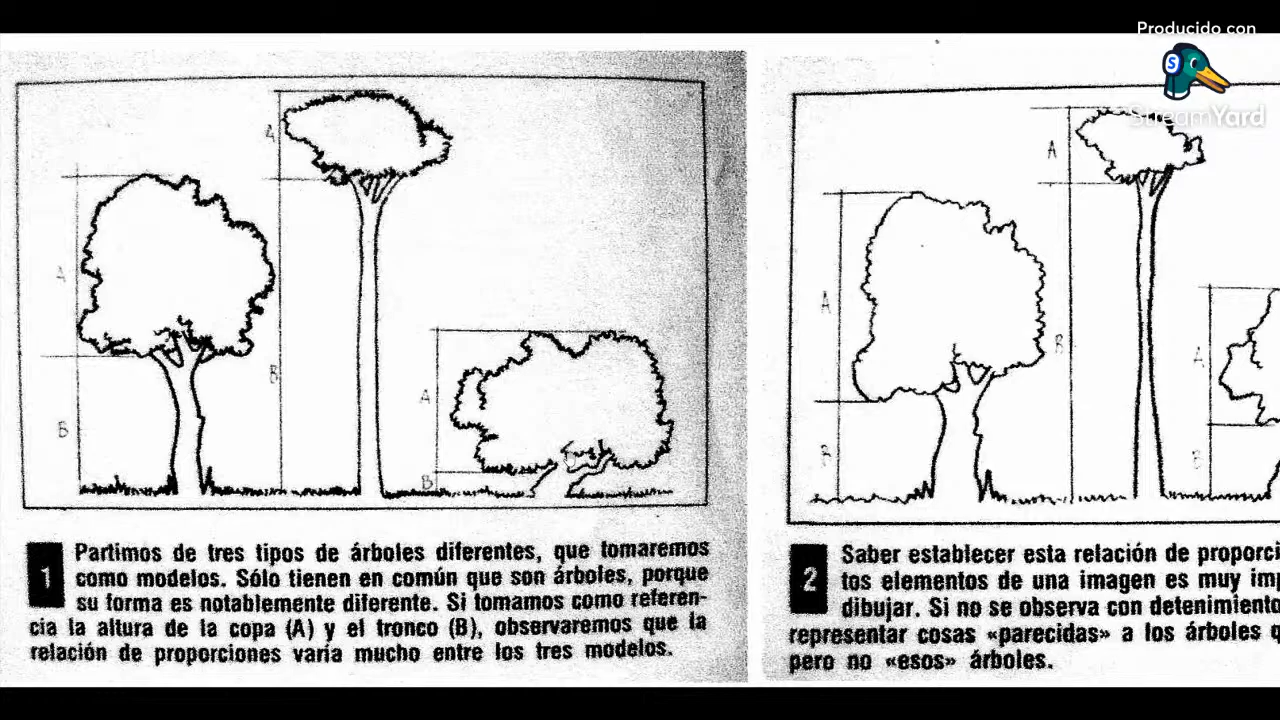 Producido con
StreamYard
A
B
A
B
A
B
1 Partimos de tres tipos de árboles diferentes, que tomaremos
como modelos. Sólo tienen en común que son árboles, porque
su forma es notablemente diferente. Si tomamos como referen-
cia la altura de la copa (A) y el tronco (B), observaremos que la
relación de proporciones varía mucho entre los tres modelos.
A
B
A
B
A
B
2 Saber establecer esta relación de proporci
tos elementos de una imagen es muy im
dibujar. Si no se observa con detenimiento
representar cosas «parecidas» a los árboles q
pero no «esos» árboles.